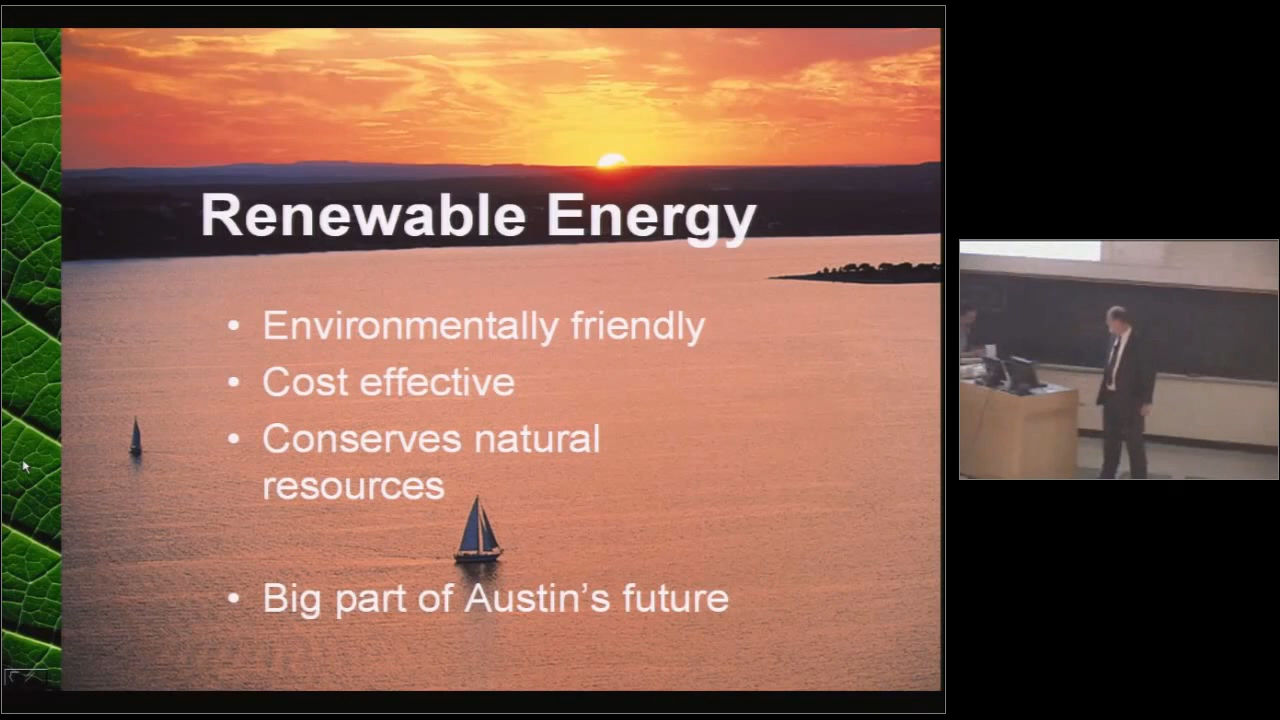 Renewable Energy
• Environmentally friendly
• Cost effective
• Conserves natural
resources
• Big part of Austin's future